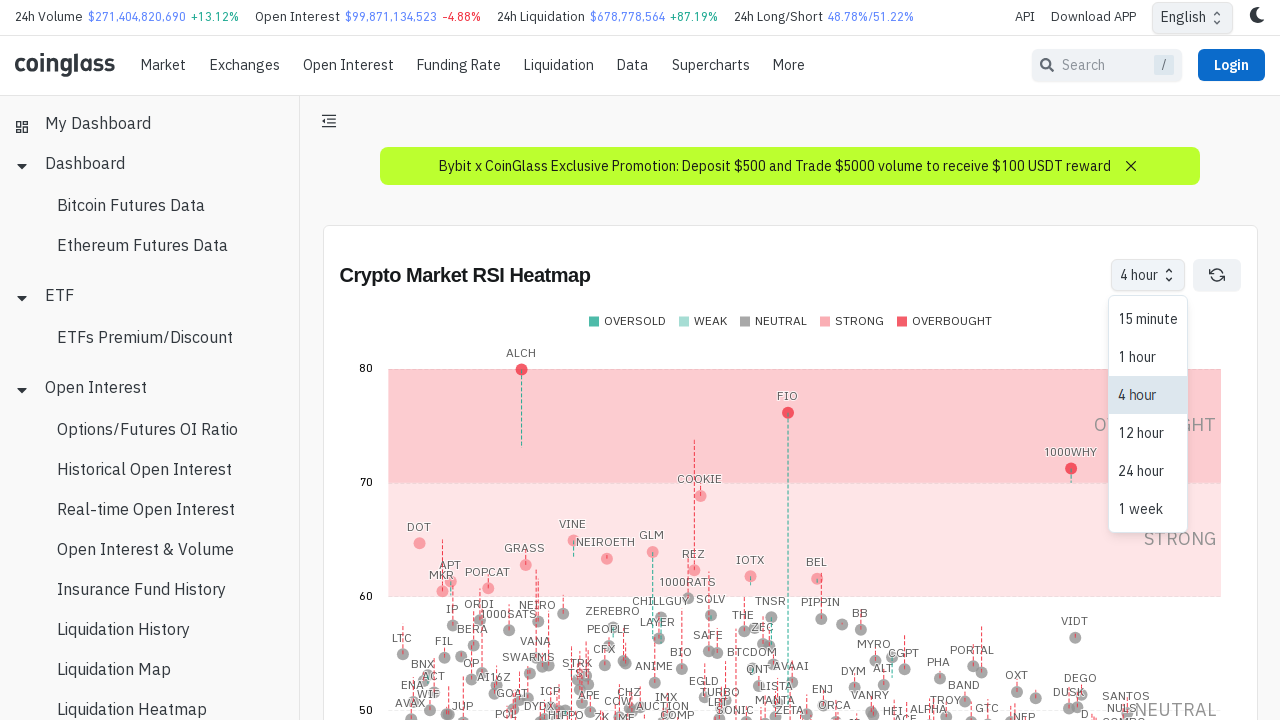 24h Volume $271,404,820,690 +13.12% Open Interest $99,871,134,523 -4.88% 24h Liquidation $678,778,564 +87.19% 24h Long/Short 48.78%/51.22% API Download APP English
coinglass Market Exchanges Open Interest Funding Rate Liquidation Data Supercharts More Search / Login
My Dashboard
Dashboard
Bitcoin Futures Data
Ethereum Futures Data
ETF
ETFs Premium/Discount
Open Interest
Options/Futures OI Ratio
Historical Open Interest
Real-time Open Interest
Open Interest & Volume
Insurance Fund History
Liquidation History
Liquidation Map
Liquidation Heatmap
Bybit x CoinGlass Exclusive Promotion: Deposit $500 and Trade $5000 volume to receive $100 USDT reward
Crypto Market RSI Heatmap
4 hour
15 minute
1 hour
4 hour
12 hour
24 hour
1 week
OVERSOLD WEAK NEUTRAL STRONG OVERBOUGHT
ALCH
80
FIO
1000WHY
COOKIE
70
DOT
VINE
GLM
STRONG
NEIROETH
GRASS
REZ
IOTX
BEL
APT
MKR
POPCAT
1000RATS
60
CHILLGUY
SOLV
TNSR
PIPPIN
IP
ORDI
NEIRO
ZEREBRO
1000SATS
THE
BB
LAYER
VIDT
BERA
PEOPLE
ZEC
LTC
FIL
VANA
SAFE
MYRO
CFX
BIO
BTCDOM
CGPT
PORTAL
BNX
OP
SWARMS
STRK
ANIME
QNT
AVAAI
DYM
ALT
PHA
OXT
ACT
AI16Z
TST
EGLD
LISTA
BAND
DEGO
ENA
WIF
GOAT
ICP
APE
CHZ
IMX
TURBO
MANTA
ENJ
VANRY
DUSK
SANTOS
AVAX
JUP
DYDX
COW
AUCTION
LPT
ORCA
TROY
NULS
50
POL
HIPPO
ZK
COMP
SONIC
ZETA
HEI
ALPHA
GTC
NEUTRAL